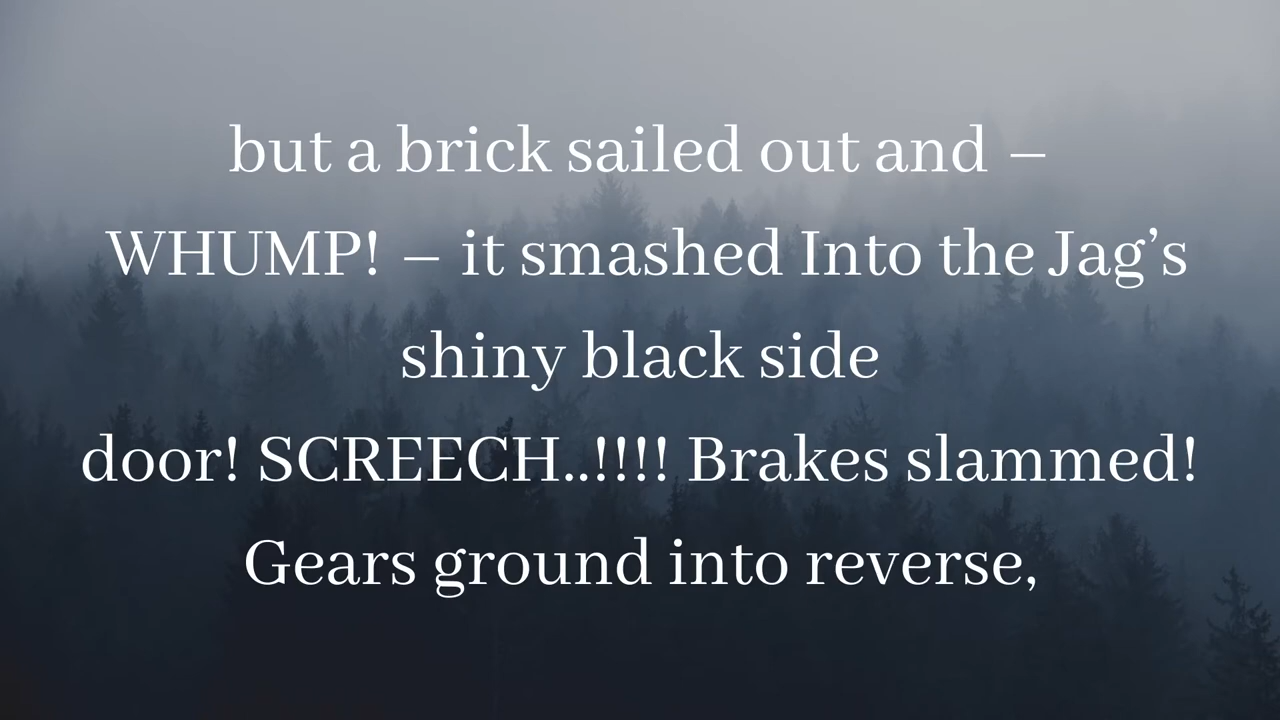 but a brick sailed out and –
WHUMP! – it smashed Into the Jag’s
shiny black side
door! SCREECH..!!!! Brakes slammed!
Gears ground into reverse,